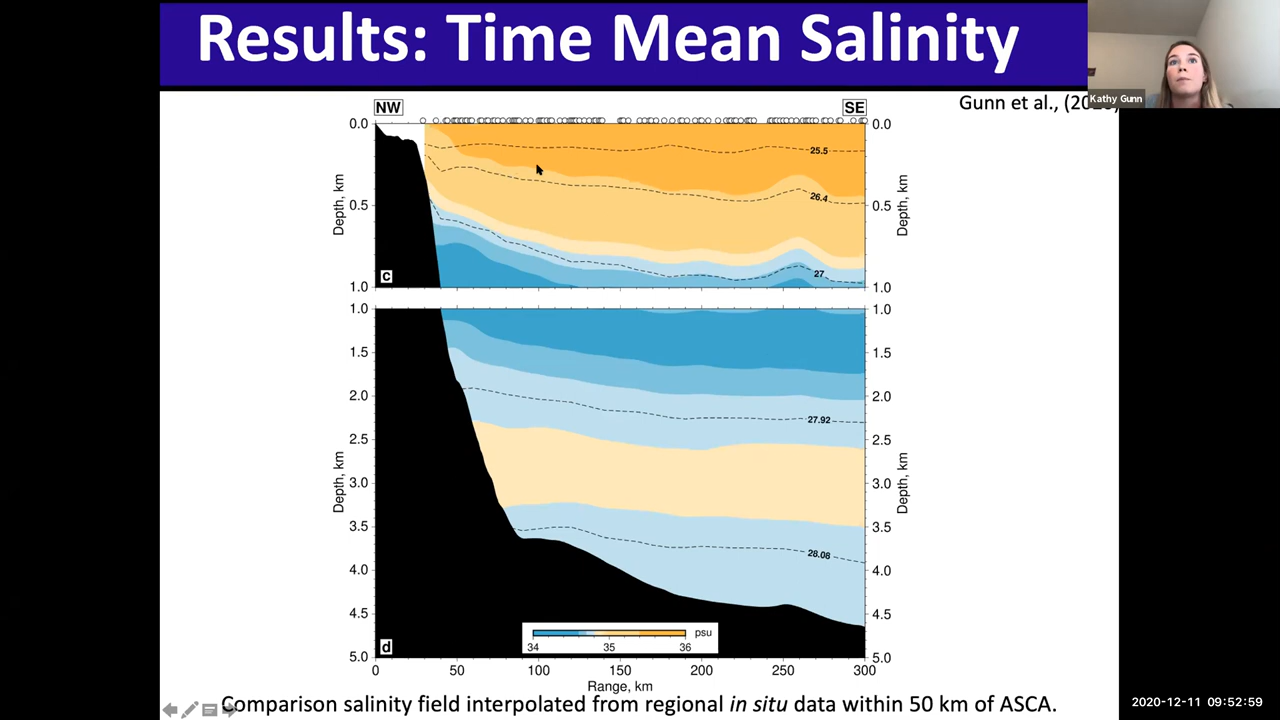 Results: Time Mean Salinity
Kathy Gunn
Gunn et al., (20
NW
SE
0.0
0.0
25.5
Depth, km
Depth, km
26.4
0.5
0.5
27
c
1.0
1.0
1.0
1.0
1.5
1.5
2.0
2.0
27.92
2.5
2.5
Depth, km
Depth, km
3.0
3.0
3.5
3.5
28.08
4.0
4.0
4.5
4.5
psu
34
35
36
d
5.0
5.0
0
50
100
150
200
250
300
Range, km
Comparison salinity field interpolated from regional in situ data within 50 km of ASCA.
2020-12-11 09:52:59